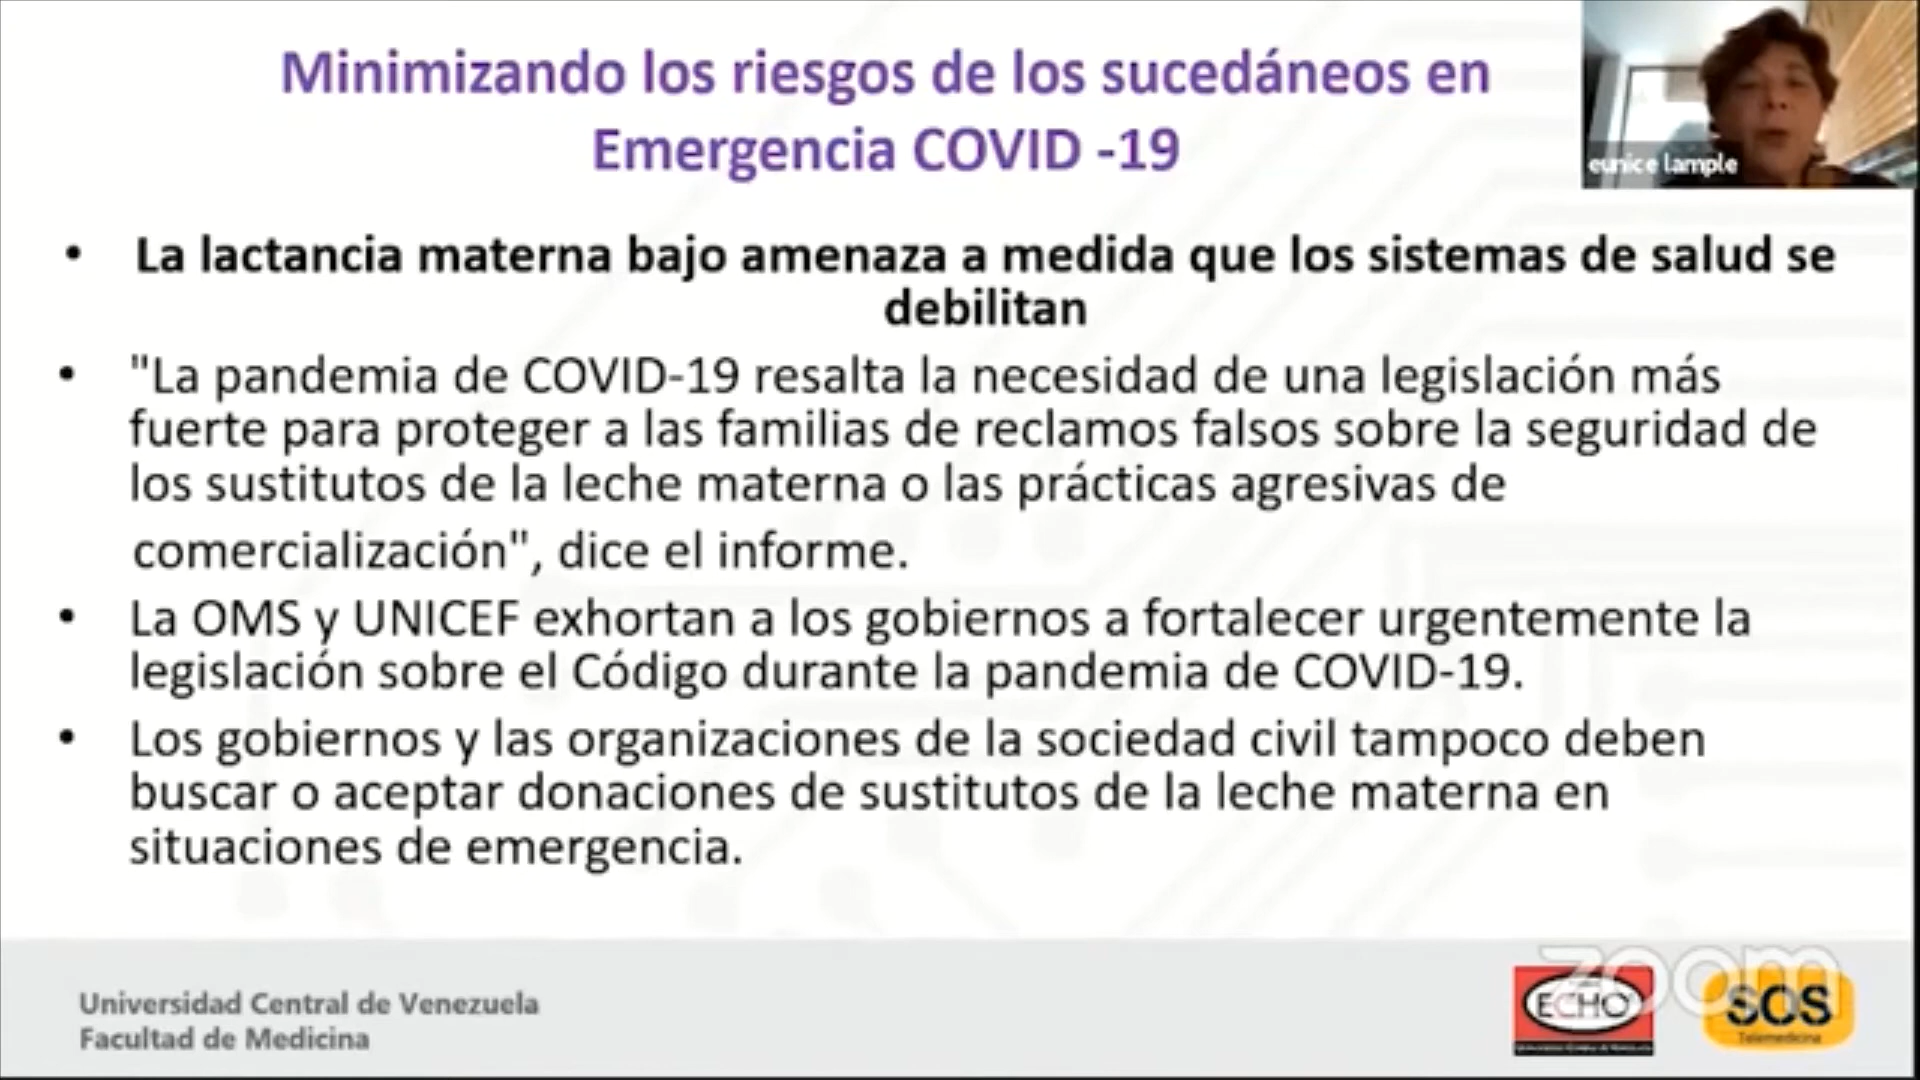 Minimizando los riesgos de los sucedáneos en
Emergencia COVID -19
eunice lample
• La lactancia materna bajo amenaza a medida que los sistemas de salud se
debilitan
• "La pandemia de COVID-19 resalta la necesidad de una legislación más
fuerte para proteger a las familias de reclamos falsos sobre la seguridad de
los sustitutos de la leche materna o las prácticas agresivas de
comercialización", dice el informe.
• La OMS y UNICEF exhortan a los gobiernos a fortalecer urgentemente la
legislación sobre el Código durante la pandemia de COVID-19.
• Los gobiernos y las organizaciones de la sociedad civil tampoco deben
buscar o aceptar donaciones de sustitutos de la leche materna en
situaciones de emergencia.
Universidad Central de Venezuela
Facultad de Medicina
zoom
ECHO
SOS
Telemedicina